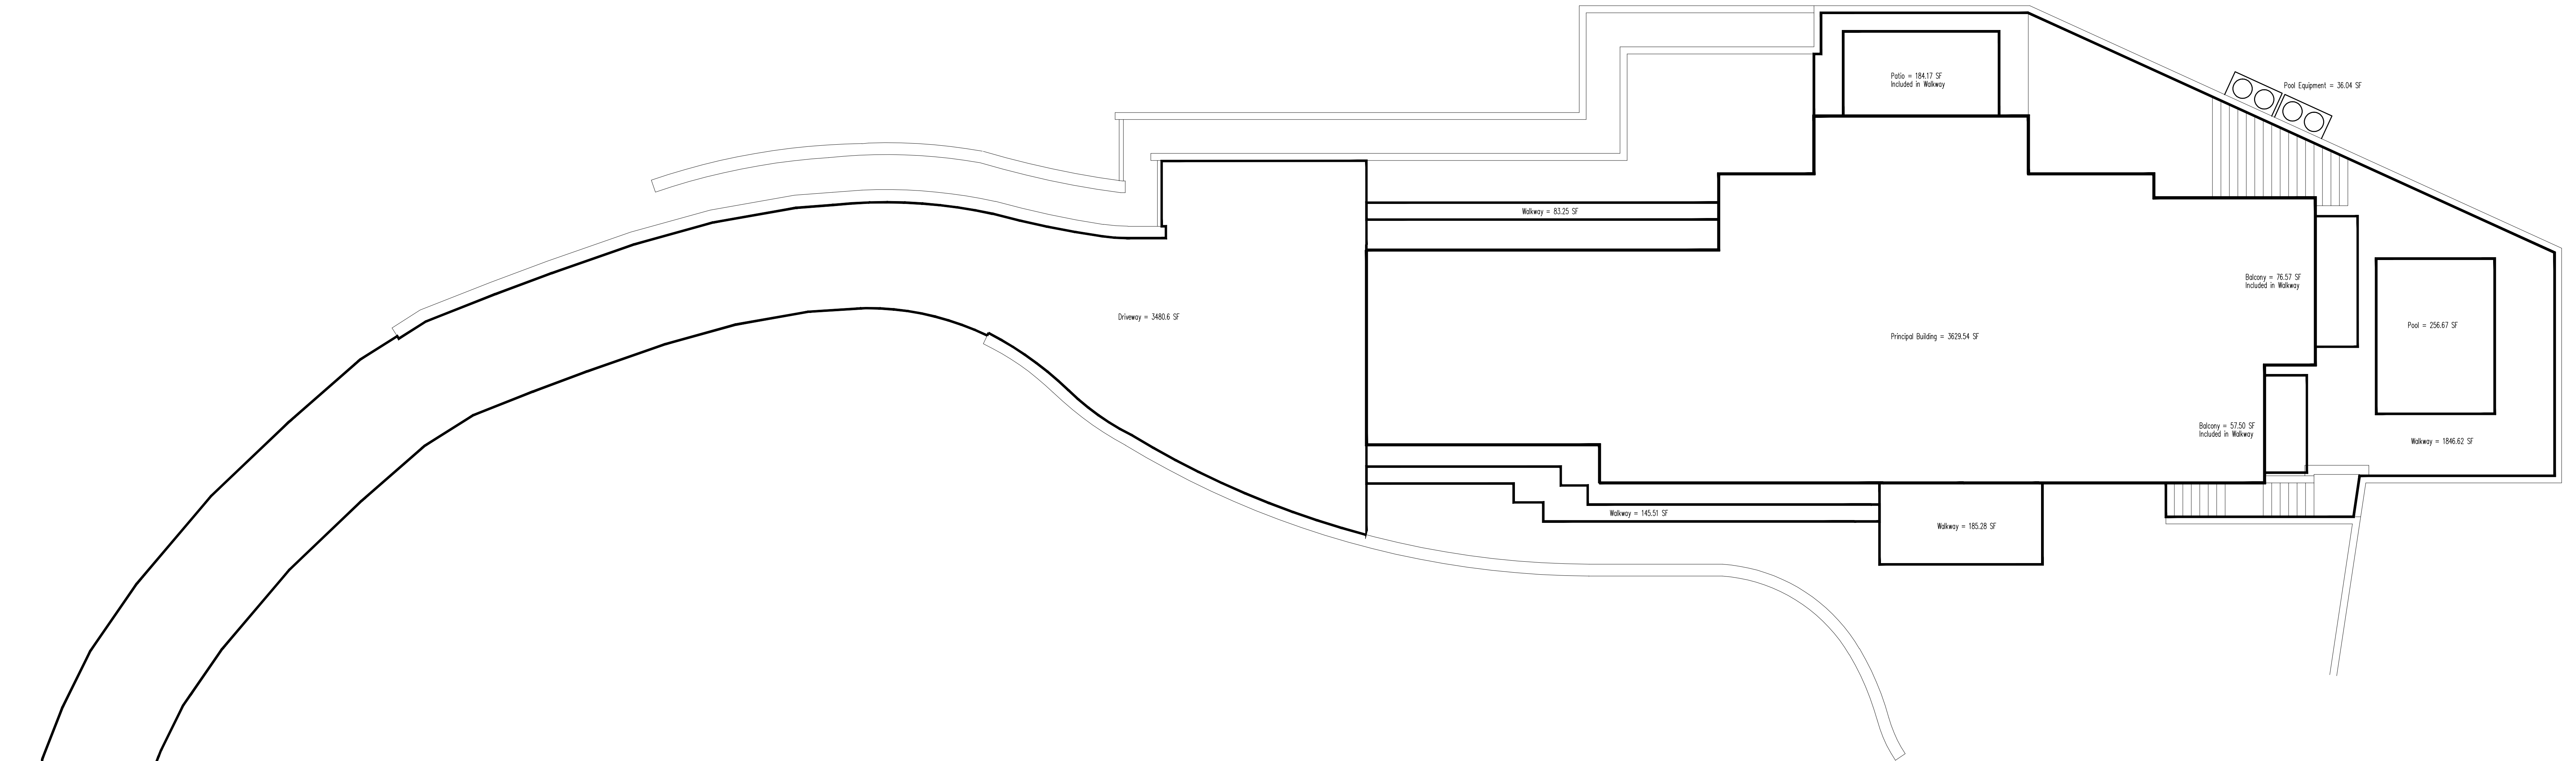 Patio = 184.17 SF
Included in Walkway
Pool Equipment = 36.04 SF
Walkway = 83.25 SF
Balcony = 76.57 SF
Included in Walkway
Driveway = 3480.6 SF
Pool = 256.67 SF
Principal Building = 3629.54 SF
Balcony = 57.50 SF
Included in Walkway
Walkway = 1846.62 SF
Walkway = 145.51 SF
Walkway = 185.28 SF